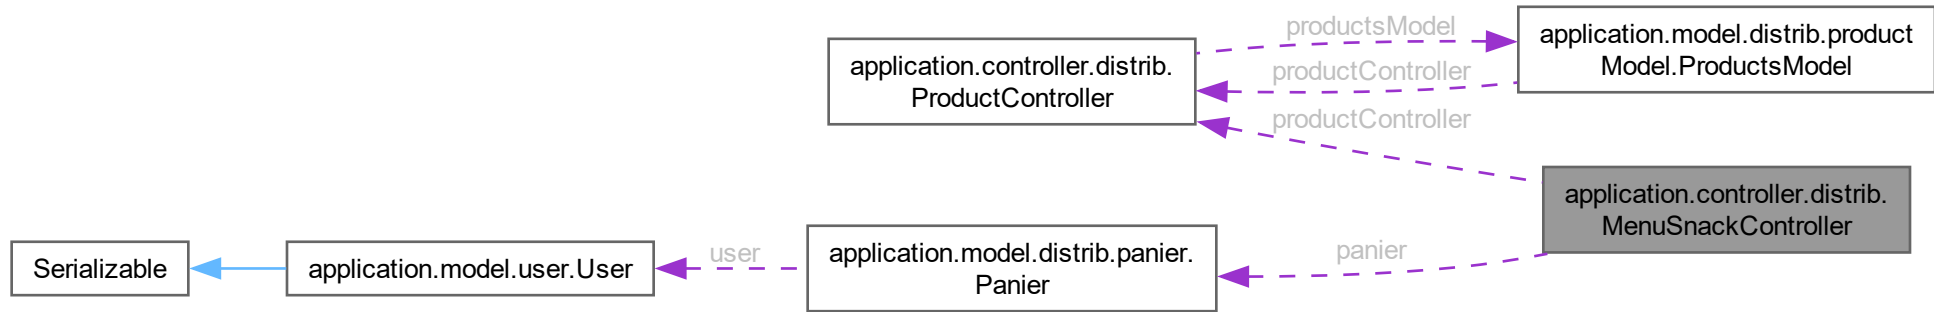 productsModel
application.model.distrib.product
Model.ProductsModel
application.controller.distrib.
ProductController
productController
productController
application.controller.distrib.
MenuSnackController
Serializable
application.model.user.User
user
application.model.distrib.panier.
Panier
panier